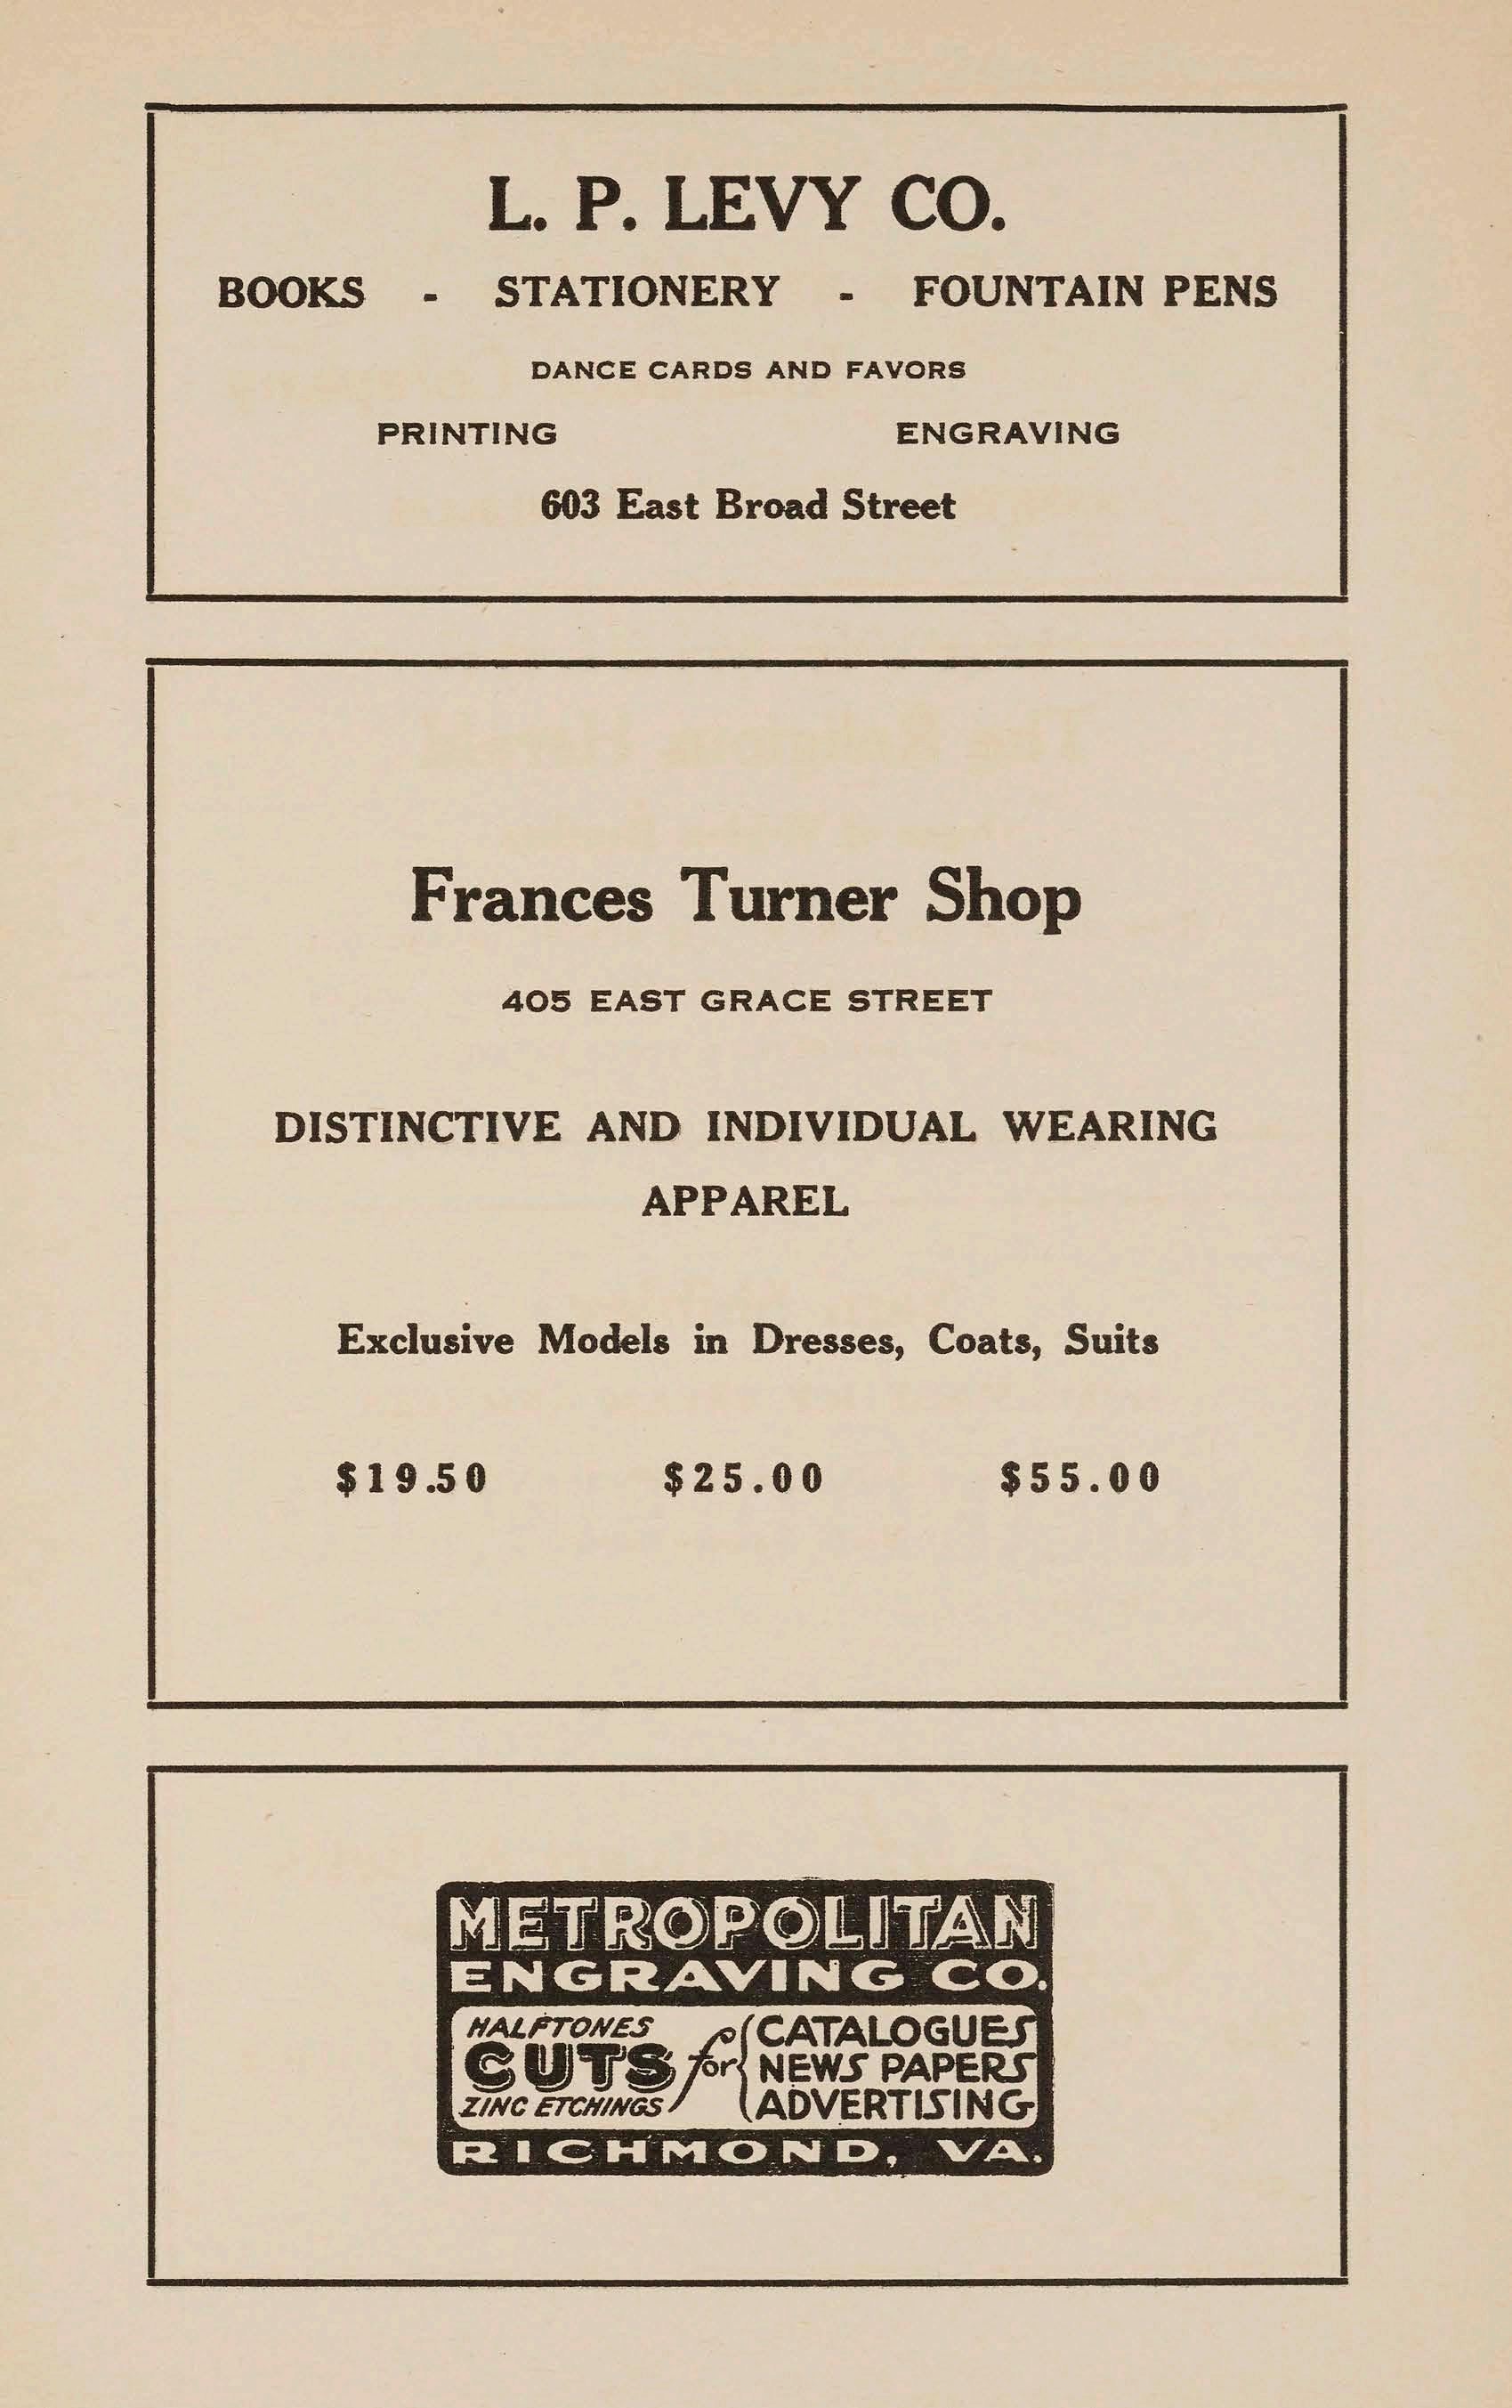 L. P. LEVY CO.
BOOKS - STATIONERY - FOUNTAIN PENS
DANCE CARDS AND FAVORS
PRINTING ENGRAVING
603 East Broad Street
Frances Turner Shop
405 EAST GRACE STREET
DISTINCTIVE AND INDIVIDUAL WEARING
APPAREL
Exclusive Models in Dresses, Coats, Suits
$19.50 $25.00 $55.00
METROPOLITAN
ENGRAVING CO.
HALFTONES
CUTS
ZINC ETCHINGS
for
CATALOGUES
NEWS PAPERS
ADVERTISING
RICHMOND, VA.